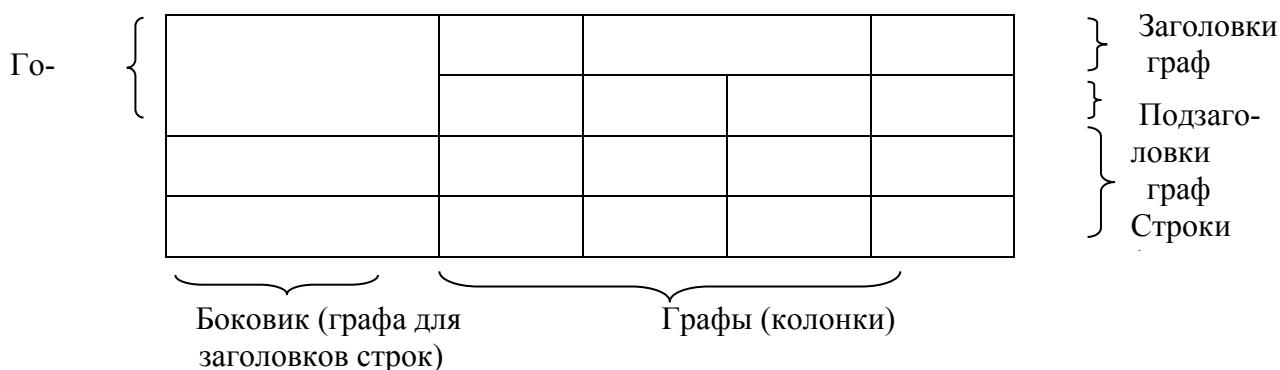 Го-
Заголовки
граф
Подзаго-
ловки
граф
Строки
Боковик (графа для
заголовков строк)
Графы (колонки)